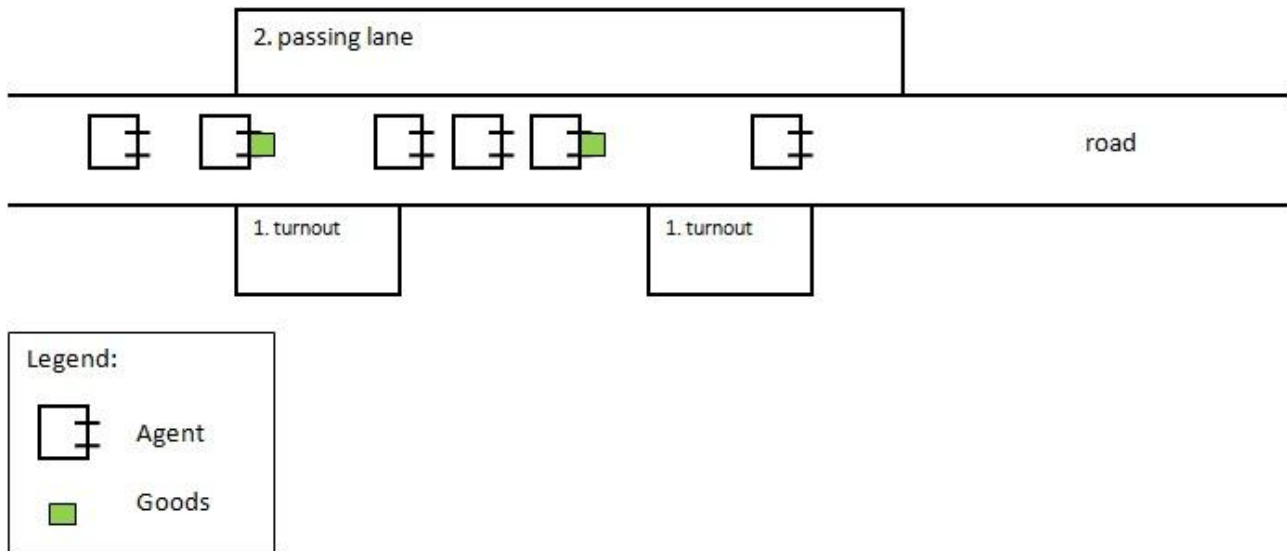 2. passing lane
road
1. turnout
1. turnout
Legend:
Agent
Goods